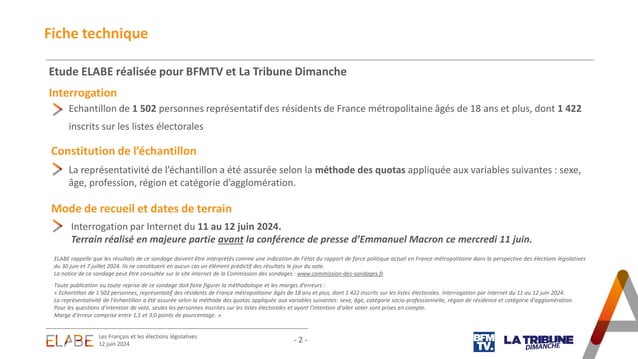 Fiche technique
Etude ELABE réalisée pour BFMTV et La Tribune Dimanche
Interrogation
Echantillon de 1 502 personnes représentatif des résidents de France métropolitaine âgés de 18 ans et plus, dont 1 422
inscrits sur les listes électorales
Constitution de l'échantillon
La représentativité de l'échantillon a été assurée selon la méthode des quotas appliquée aux variables suivantes : sexe,
âge, profession, région et catégorie d'agglomération.
Mode de recueil et dates de terrain
Interrogation par Internet du 11 au 12 juin 2024.
Terrain réalisé en majeure partie avant la conférence de presse d'Emmanuel Macron ce mercredi 11 juin.
ELABE rappelle que les résultats de ce sondage doivent être interprétés comme une indication de l'état du rapport de force politique actuel en France métropolitaine dans la perspective des élections législatives
du 30 juin et 7 juillet 2024. Ils ne constituent en aucun cas un élément prédictif des résultats le jour du vote.
La notice de ce sondage peut être consultée sur le site internet de la Commission des sondages : www.commission-des-sondages.fr
Toute publication ou toute reprise de ce sondage doit faire figurer la méthodologie et les marges d'erreurs :
« Echantillon de 1 502 personnes, représentatif des résidents de France métropolitaine âgés de 18 ans et plus, dont 1 422 inscrits sur les listes électorales. Interrogation par Internet du 11 au 12 juin 2024.
La représentativité de l'échantillon a été assurée selon la méthode des quotas appliquée aux variables suivantes: sexe, âge, catégorie socio-professionnelle, région de résidence et catégorie d'agglomération.
Pour les questions d'intention de vote, seules les personnes inscrites sur les listes électorales et ayant l'intention d'aller voter sont prises en compte.
Marge d'erreur comprise entre 1,1 et 3,0 points de pourcentage. ».
ELABE
Les Français et les élections législatives
12 juin 2024
- 2 -
BFM
TV.
LA TRIBUNE
DIMANCHE